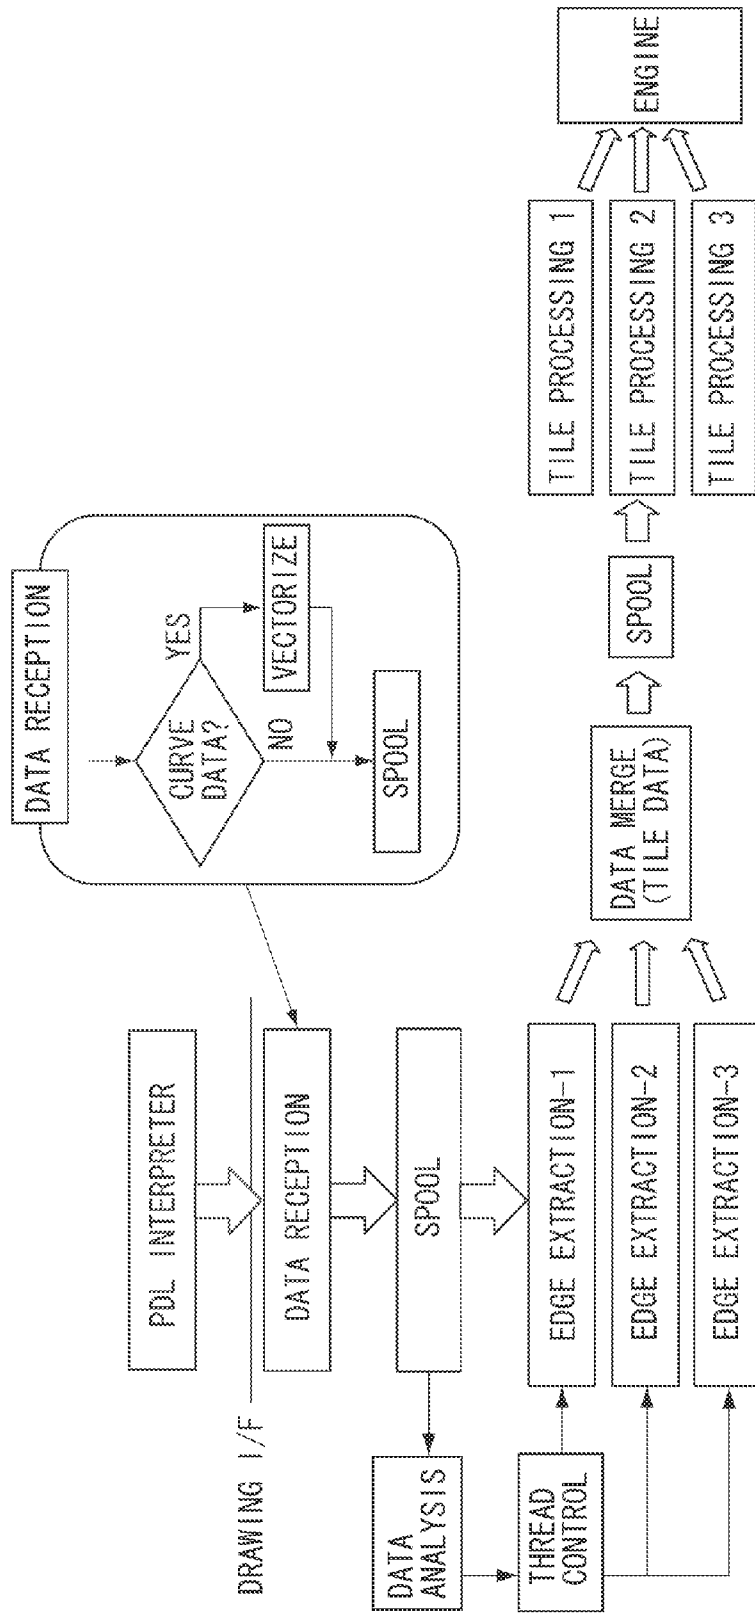 PDL INTERPRETER
DRAWING I/F
DATA RECEPTION
SPOOL
DATA
ANALYSIS
THREAD
CONTROL
EDGE EXTRACTION-1
EDGE EXTRACTION-2
EDGE EXTRACTION-3
DATA RECEPTION
CURVE
DATA?
YES
NO
VECTORIZE
SPOOL
DATA MERGE
(TILE DATA)
SPOOL
TILE PROCESSING 1
TILE PROCESSING 2
TILE PROCESSING 3
ENGINE